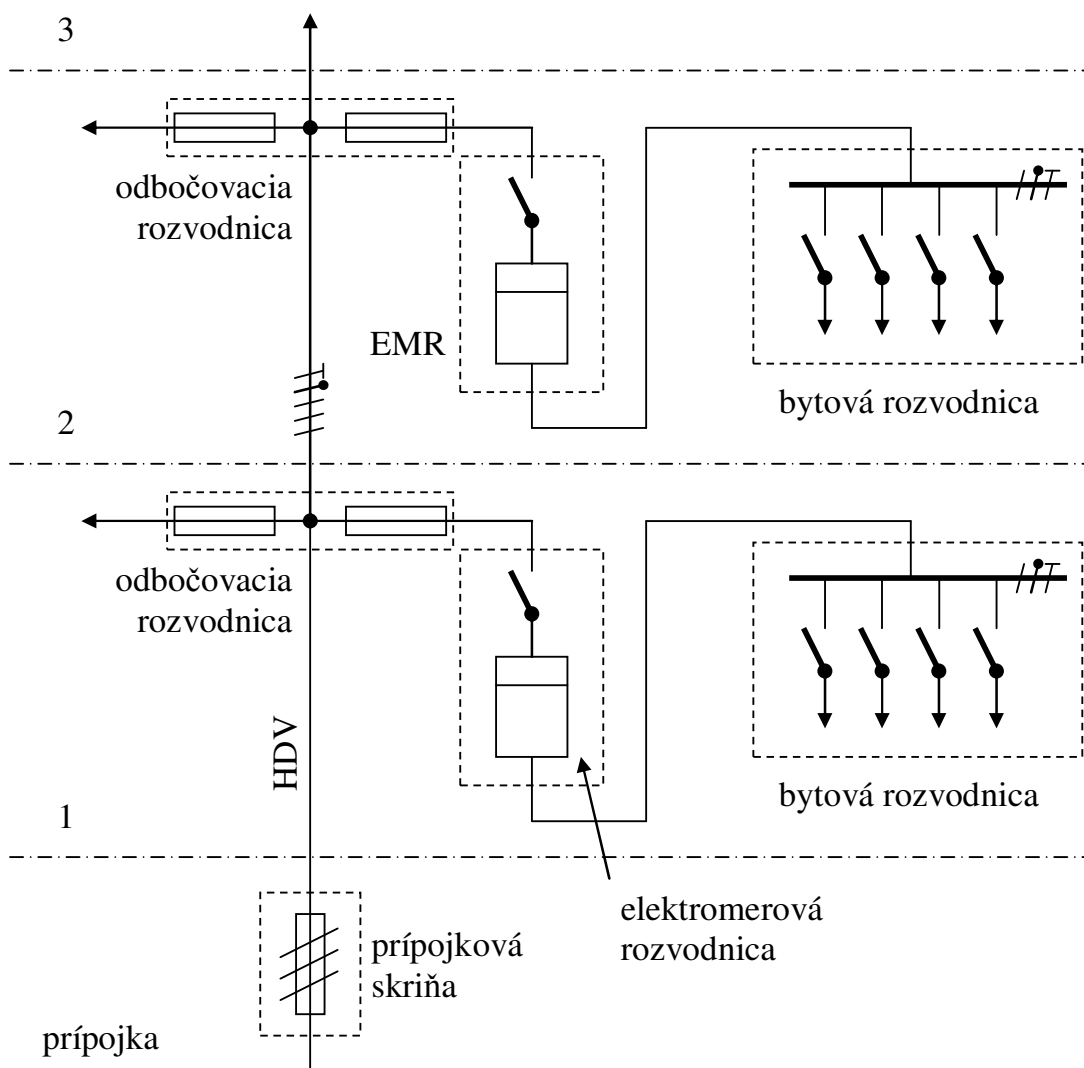 3
odbočovacia
rozvodnica
EMR
bytová rozvodnica
2
odbočovacia
rozvodnica
HDV
bytová rozvodnica
1
elektromerová
rozvodnica
prípojková
skriňa
prípojka